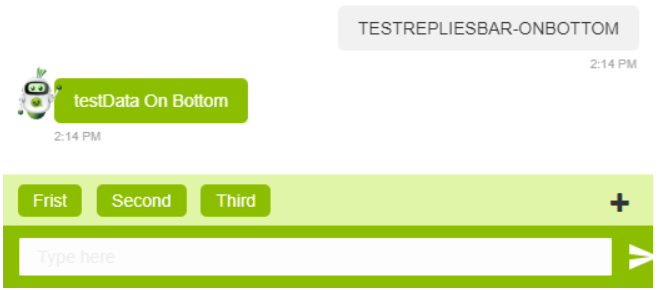 TESTREPLIESBAR-ONBOTTOM
2:14 PM
testData On Bottom
2:14 PM
Frist Second Third
Type here